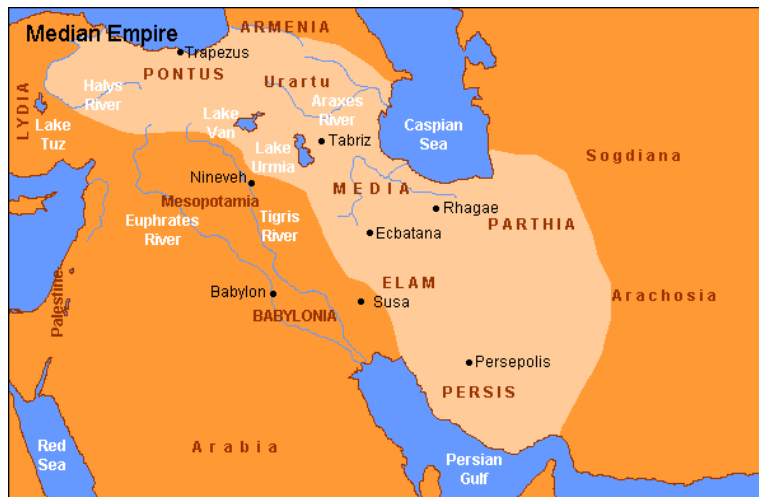 Median Empire
ARMENIA
Trapezus
PONTUS
Urartu
Halys
River
Araxes
River
LYDIA
Lake
Tuz
Lake
Van
Caspian
Sea
Tabriz
Lake
Urmia
Sogdiana
Nineveh
MEDIA
Mesopotamia
Rhagae
Euphrates
River
Tigris
River
PARTHIA
Ecbatana
Palestine
ELAM
Babylon
Susa
Arachosia
BABYLONIA
Persepolis
PERSIS
Red
Sea
Arabia
Persian
Gulf